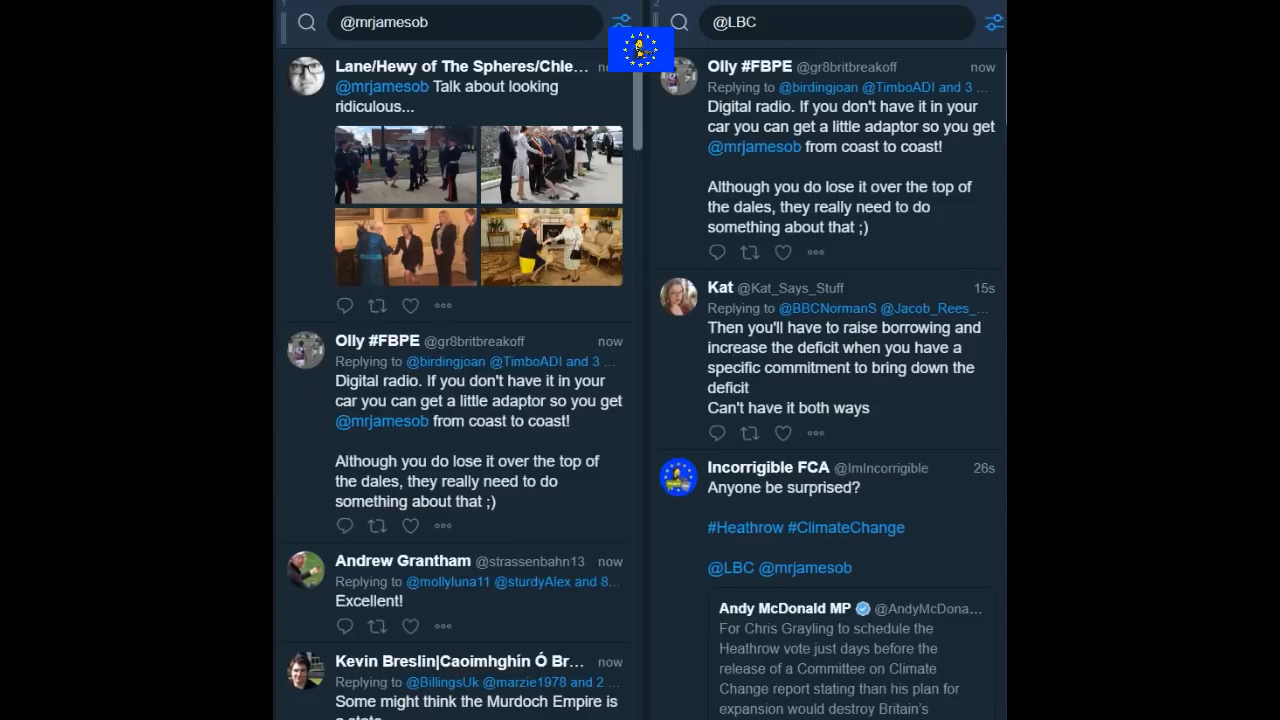 1
@mrjamesob
Lane/Hewy of The Spheres/Chle...
@mrjamesob Talk about looking
ridiculous...
Olly #FBPE @gr8britbreakoff now
Replying to @birdingjoan @TimboADI and 3 ...
Digital radio. If you don't have it in your
car you can get a little adaptor so you get
@mrjamesob from coast to coast!
Although you do lose it over the top of
the dales, they really need to do
something about that ;)
Andrew Grantham @strassenbahn13 now
Replying to @mollyluna11 @sturdyAlex and 8...
Excellent!
Kevin Breslin|Caoimhghín Ó Br... now
Replying to @BillingsUk @marzie1978 and 2 ...
Some might think the Murdoch Empire is
a state
2
@LBC
Olly #FBPE @gr8britbreakoff now
Replying to @birdingjoan @TimboADI and 3 ...
Digital radio. If you don't have it in your
car you can get a little adaptor so you get
@mrjamesob from coast to coast!
Although you do lose it over the top of
the dales, they really need to do
something about that ;)
Kat @Kat_Says_Stuff 15s
Replying to @BBCNormanS @Jacob_Rees_...
Then you'll have to raise borrowing and
increase the deficit when you have a
specific commitment to bring down the
deficit
Can't have it both ways
Incorrigible FCA @ImIncorrigible 26s
Anyone be surprised?
#Heathrow #ClimateChange
@LBC @mrjamesob
Andy McDonald MP @AndyMcDona...
For Chris Grayling to schedule the
Heathrow vote just days before the
release of a Committee on Climate
Change report stating than his plan for
expansion would destroy Britain's